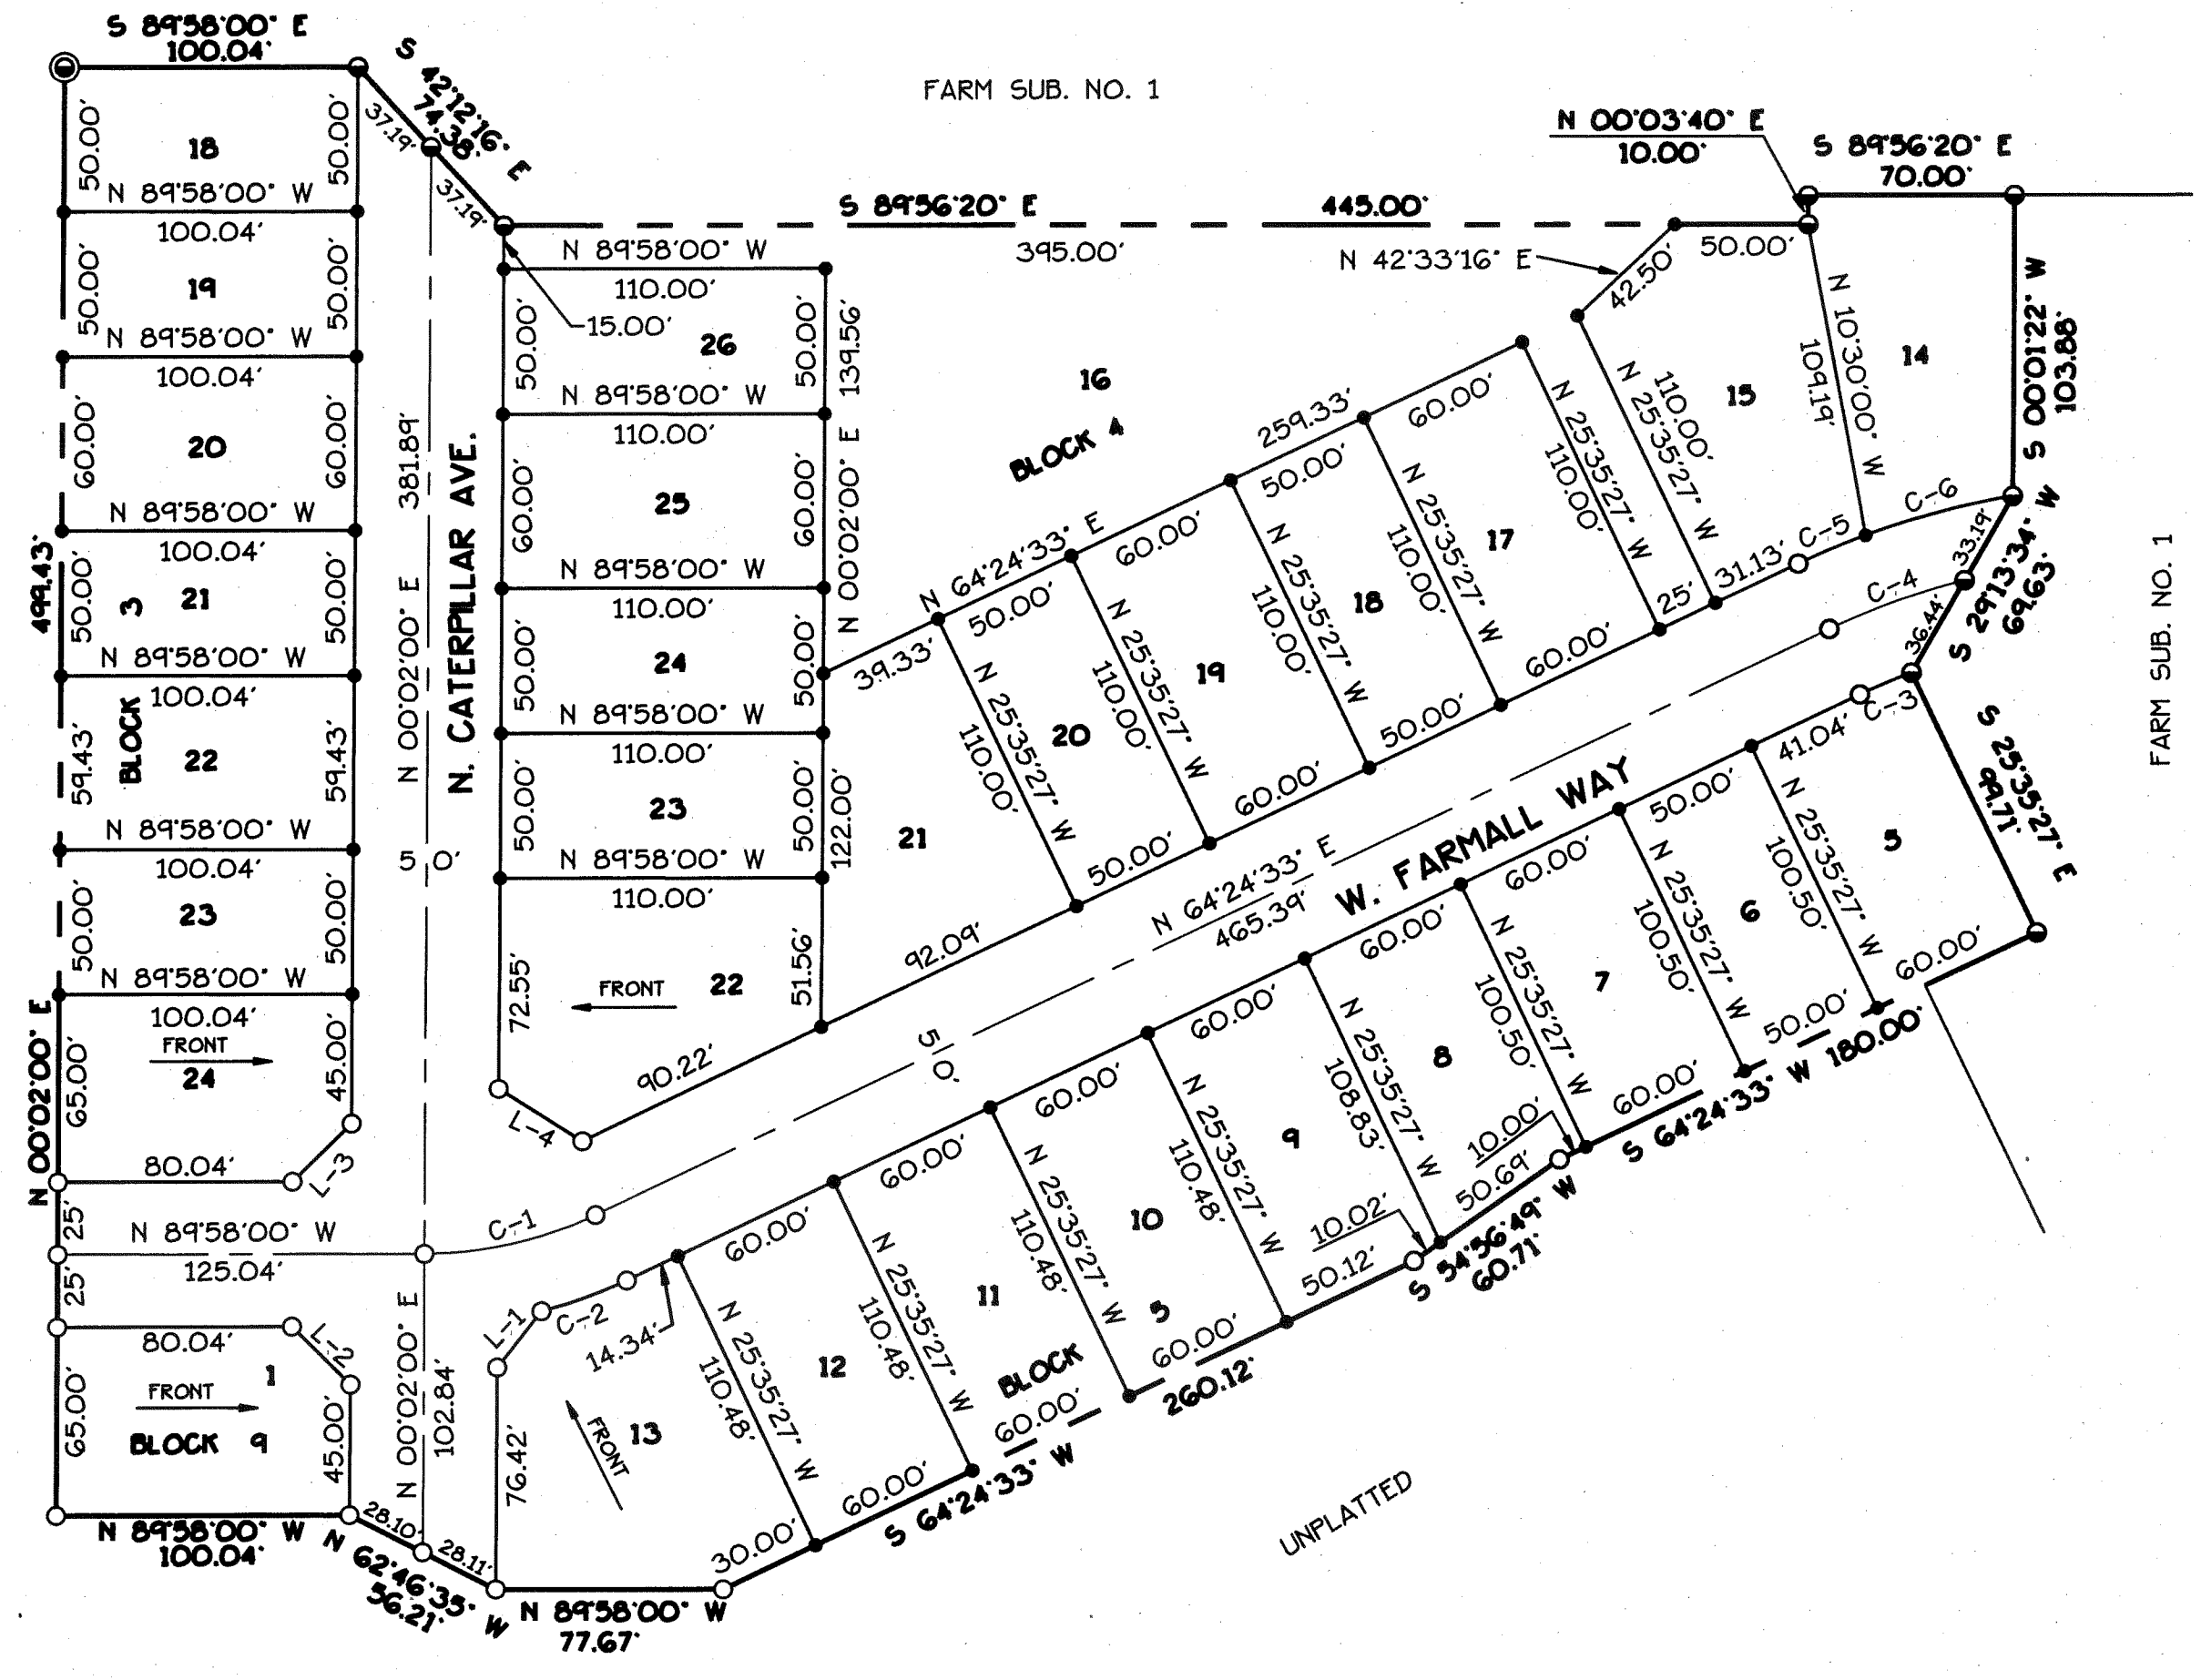 S 89°58'00" E
100.04'
S 42°12'16" E
74.38'
37.19'
37.19'
FARM SUB. NO. 1
N 00°03'40" E
10.00'
S 89°56'20" E
70.00'
S 89°56'20" E
445.00'
395.00'
N 42°33'16" E
42.50'
50.00'
50.00'
18
50.00'
N 89°58'00" W
100.04'
50.00'
19
50.00'
N 89°58'00" W
100.04'
60.00'
20
60.00'
N 89°58'00" W
100.04'
499.43'
50.00'
3
21
50.00'
N 89°58'00" W
100.04'
59.43'
BLOCK
22
59.43'
N 89°58'00" W
100.04'
50.00'
23
50.00'
N 89°58'00" W
100.04'
FRONT
24
N 00°02'00" E
65.00'
45.00'
80.04'
L-3
25'
N 89°58'00" W
125.04'
25'
80.04'
L-2
FRONT
1
65.00'
45.00'
BLOCK 9
N 89°58'00" W
100.04'
28.10'
28.11'
N 62°46'35" W
56.21'
381.89'
N 00°02'00" E
N. CATERPILLAR AVE.
50'
N 00°02'00" E
102.84'
N 89°58'00" W
110.00'
15.00'
50.00'
26
50.00'
139.56'
N 89°58'00" W
110.00'
60.00'
25
60.00'
N 00°02'00" E
N 89°58'00" W
110.00'
50.00'
24
50.00'
N 89°58'00" W
110.00'
50.00'
23
50.00'
122.00'
N 89°58'00" W
110.00'
72.55'
FRONT
22
51.56'
L-4
90.22'
C-1
16
BLOCK 4
N 64°24'33" E
259.33'
39.33'
50.00'
60.00'
50.00'
60.00'
N 25°35'27" W
110.00'
N 25°35'27" W
110.00'
N 25°35'27" W
110.00'
N 25°35'27" W
110.00'
N 25°35'27" W
110.00'
N 25°35'27" W
110.00'
N 10°30'00" W
109.19'
14
15
17
18
19
20
21
92.09'
50.00'
60.00'
50.00'
60.00'
25'
31.13'
C-5
C-6
C-4
S 00°01'22" W
103.88'
33.19'
36.44'
S 29°13'34" W
69.63'
FARM SUB. NO. 1
N 64°24'33" E
465.39'
W. FARMALL WAY
50'
C-3
41.04'
50.00'
60.00'
60.00'
60.00'
60.00'
60.00'
60.00'
14.34'
C-2
L-1
S 25°35'27" E
99.71'
5
N 25°35'27" W
100.50'
6
N 25°35'27" W
100.50'
7
N 25°35'27" W
100.50'
8
N 25°35'27" W
108.83'
9
N 25°35'27" W
110.48'
10
N 25°35'27" W
110.48'
11
N 25°35'27" W
110.48'
12
N 25°35'27" W
110.48'
13
FRONT
76.42'
60.00'
50.00'
S 64°24'33" W 180.00'
60.00'
10.00'
50.69'
10.02'
S 54°56'49" W
60.71'
50.12'
5
BLOCK
60.00'
260.12'
60.00'
S 64°24'33" W
60.00'
30.00'
N 89°58'00" W
77.67'
UNPLATTED